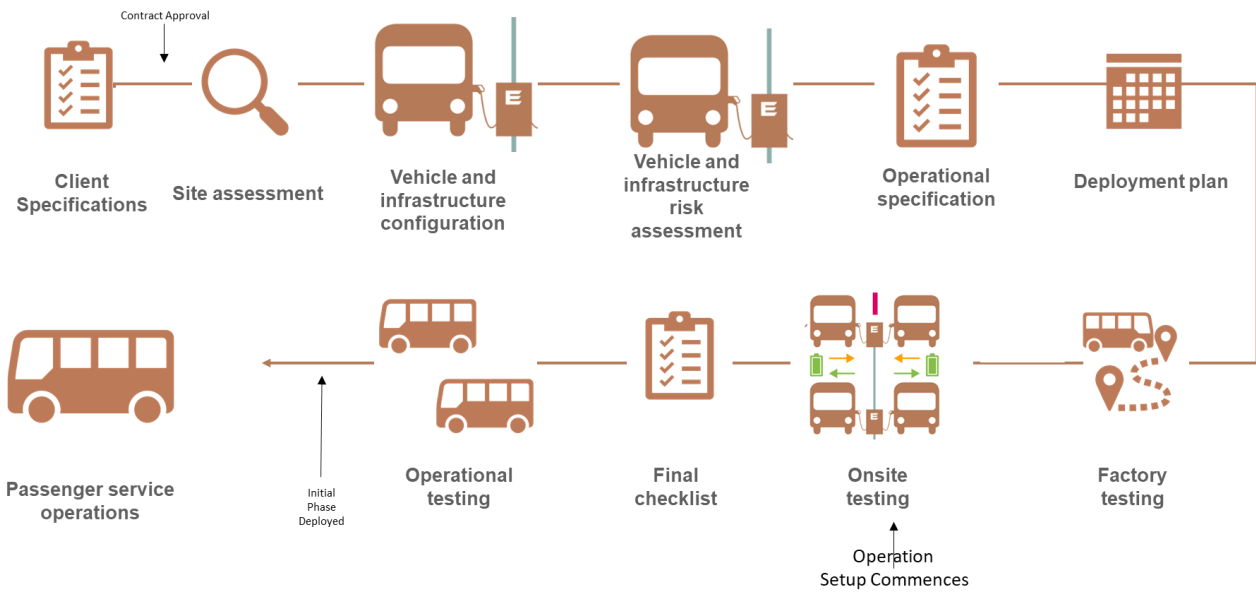 Contract Approval
E
E
Client
Specifications
Site assessment
Vehicle and
infrastructure
configuration
Vehicle and
infrastructure
risk
assessment
Operational
specification
Deployment plan
E
E
Passenger service
operations
Initial
Phase
Deployed
Operational
testing
Final
checklist
Onsite
testing
Factory
testing
Operation
Setup Commences